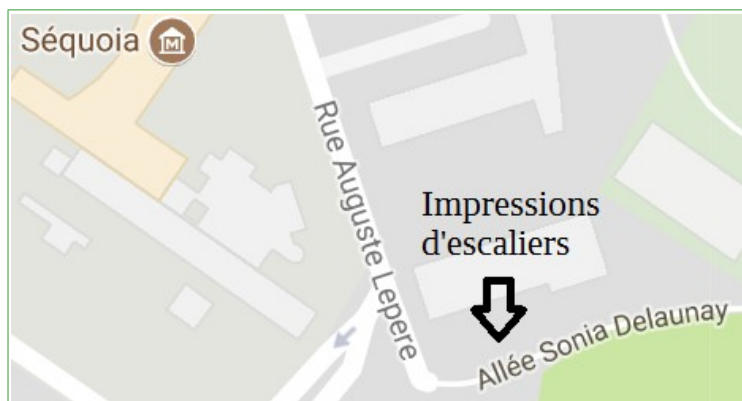 Séquoia
Rue Auguste Lepere
Impressions
d'escaliers
Allée Sonia Delaunay